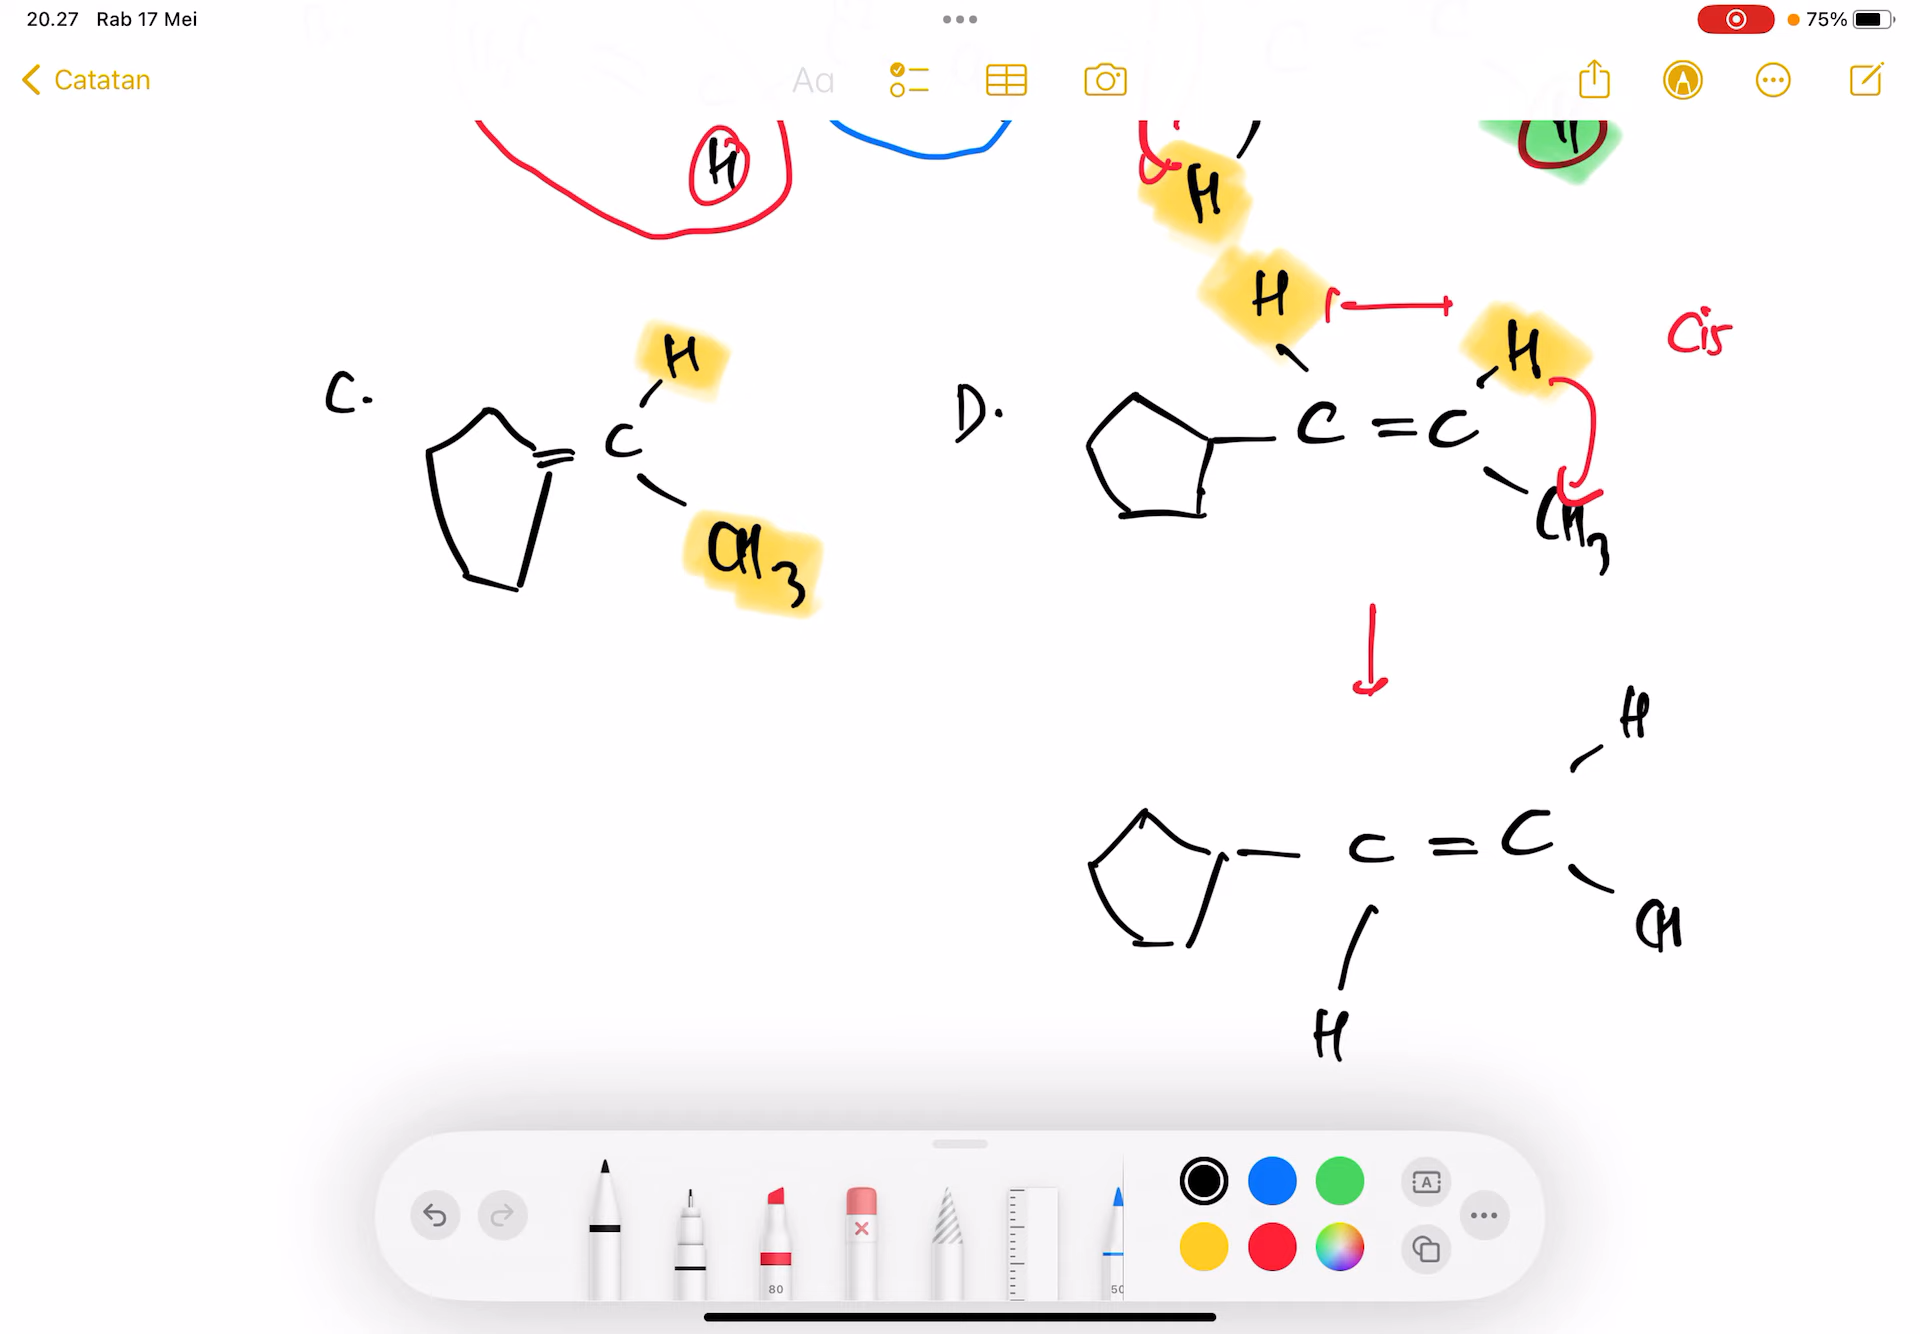 20.27 Rab 17 Mei
75%
Catatan
Aa
H
H
H
H
Cis
H
C.
C
D.
C = C
CH3
CH3
H
C = C
CH
H
A
80
50